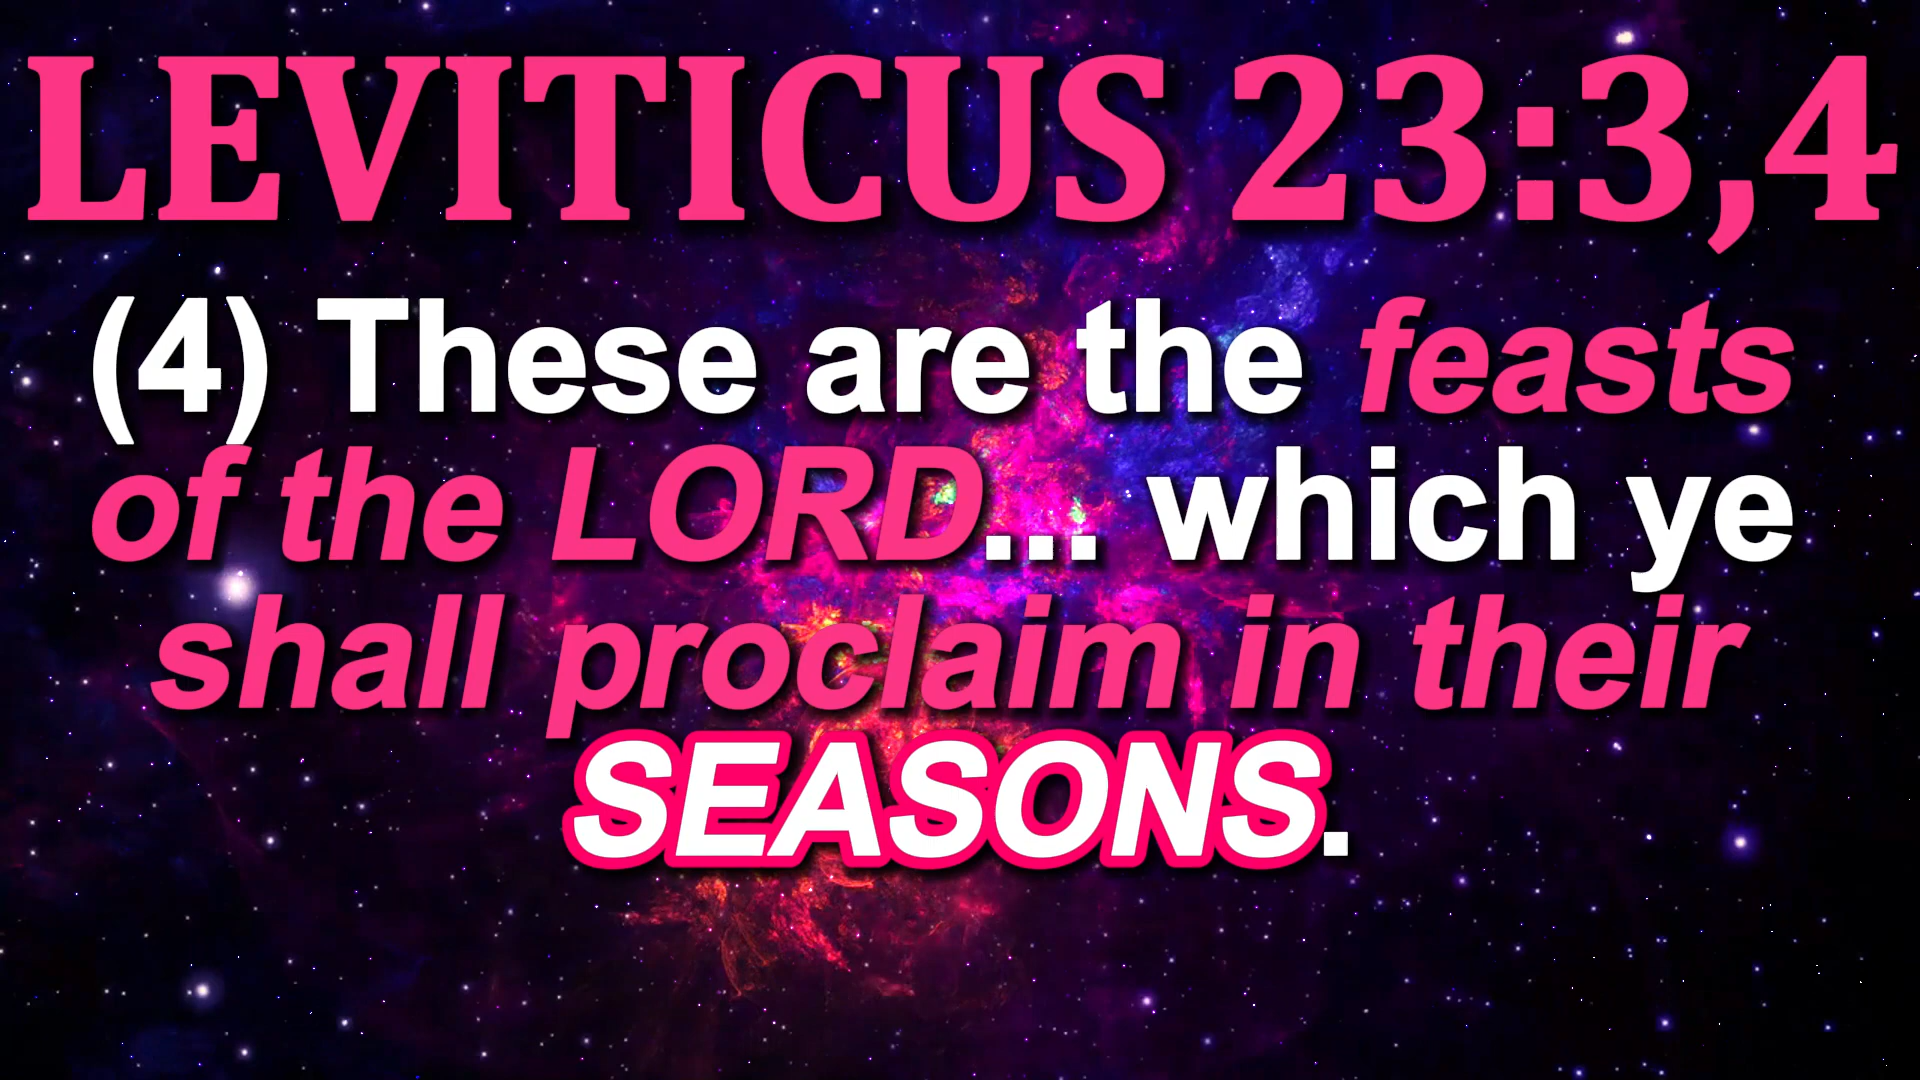 LEVITICUS 23:3,4
(4) These are the feasts
of the LORD... which ye
shall proclaim in their
SEASONS.